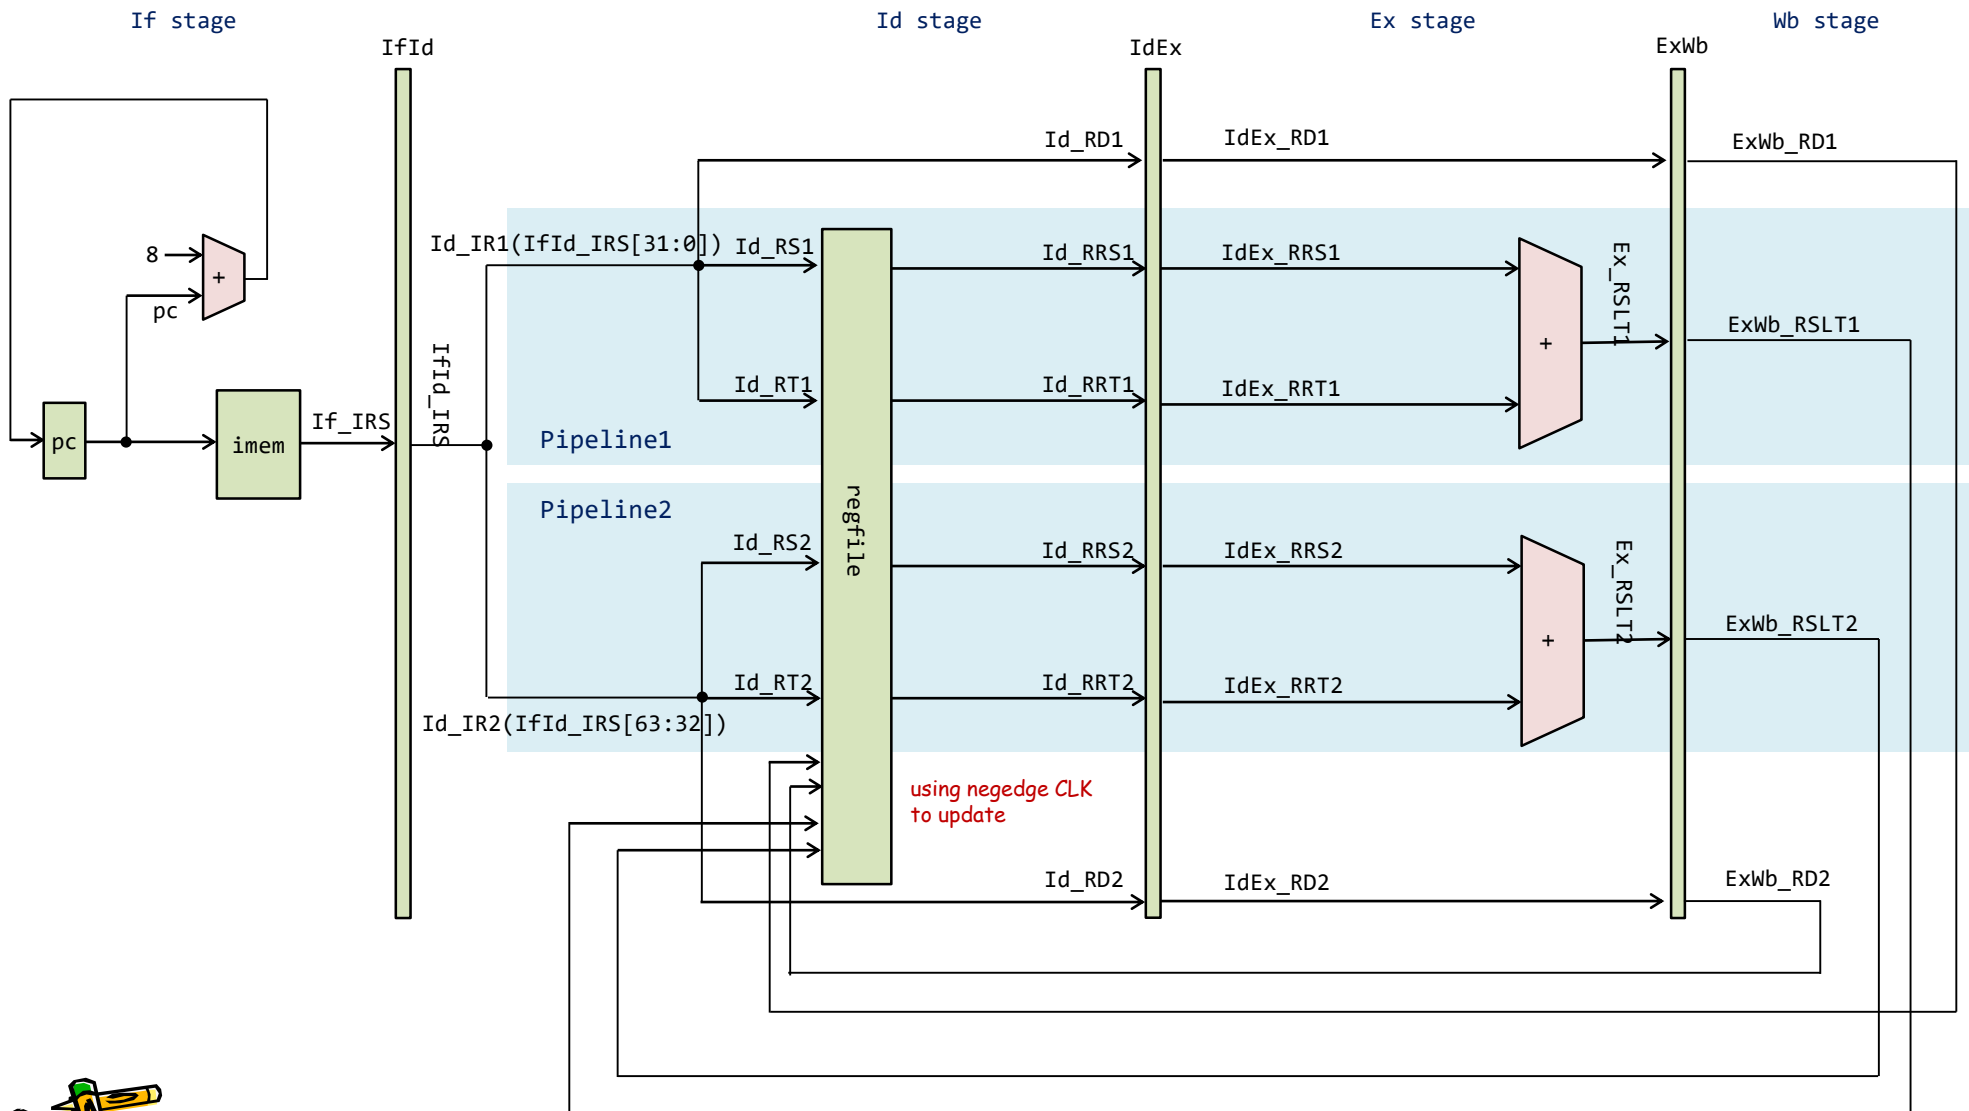 If stage
Id stage
Ex stage
Wb stage
IfId
IdEx
ExWb
Id_RD1
IdEx_RD1
ExWb_RD1
8
+
pc
Id_IR1(IfId_IRS[31:0])
Id_RS1
Id_RRS1
IdEx_RRS1
Ex_RSLT1
ExWb_RSLT1
+
Id_RT1
Id_RRT1
IdEx_RRT1
IfId_IRS
pc
imem
If_IRS
Pipeline1
Pipeline2
regfile
Id_RS2
Id_RRS2
IdEx_RRS2
Ex_RSLT2
ExWb_RSLT2
+
Id_RT2
Id_RRT2
IdEx_RRT2
Id_IR2(IfId_IRS[63:32])
using negedge CLK
to update
Id_RD2
IdEx_RD2
ExWb_RD2